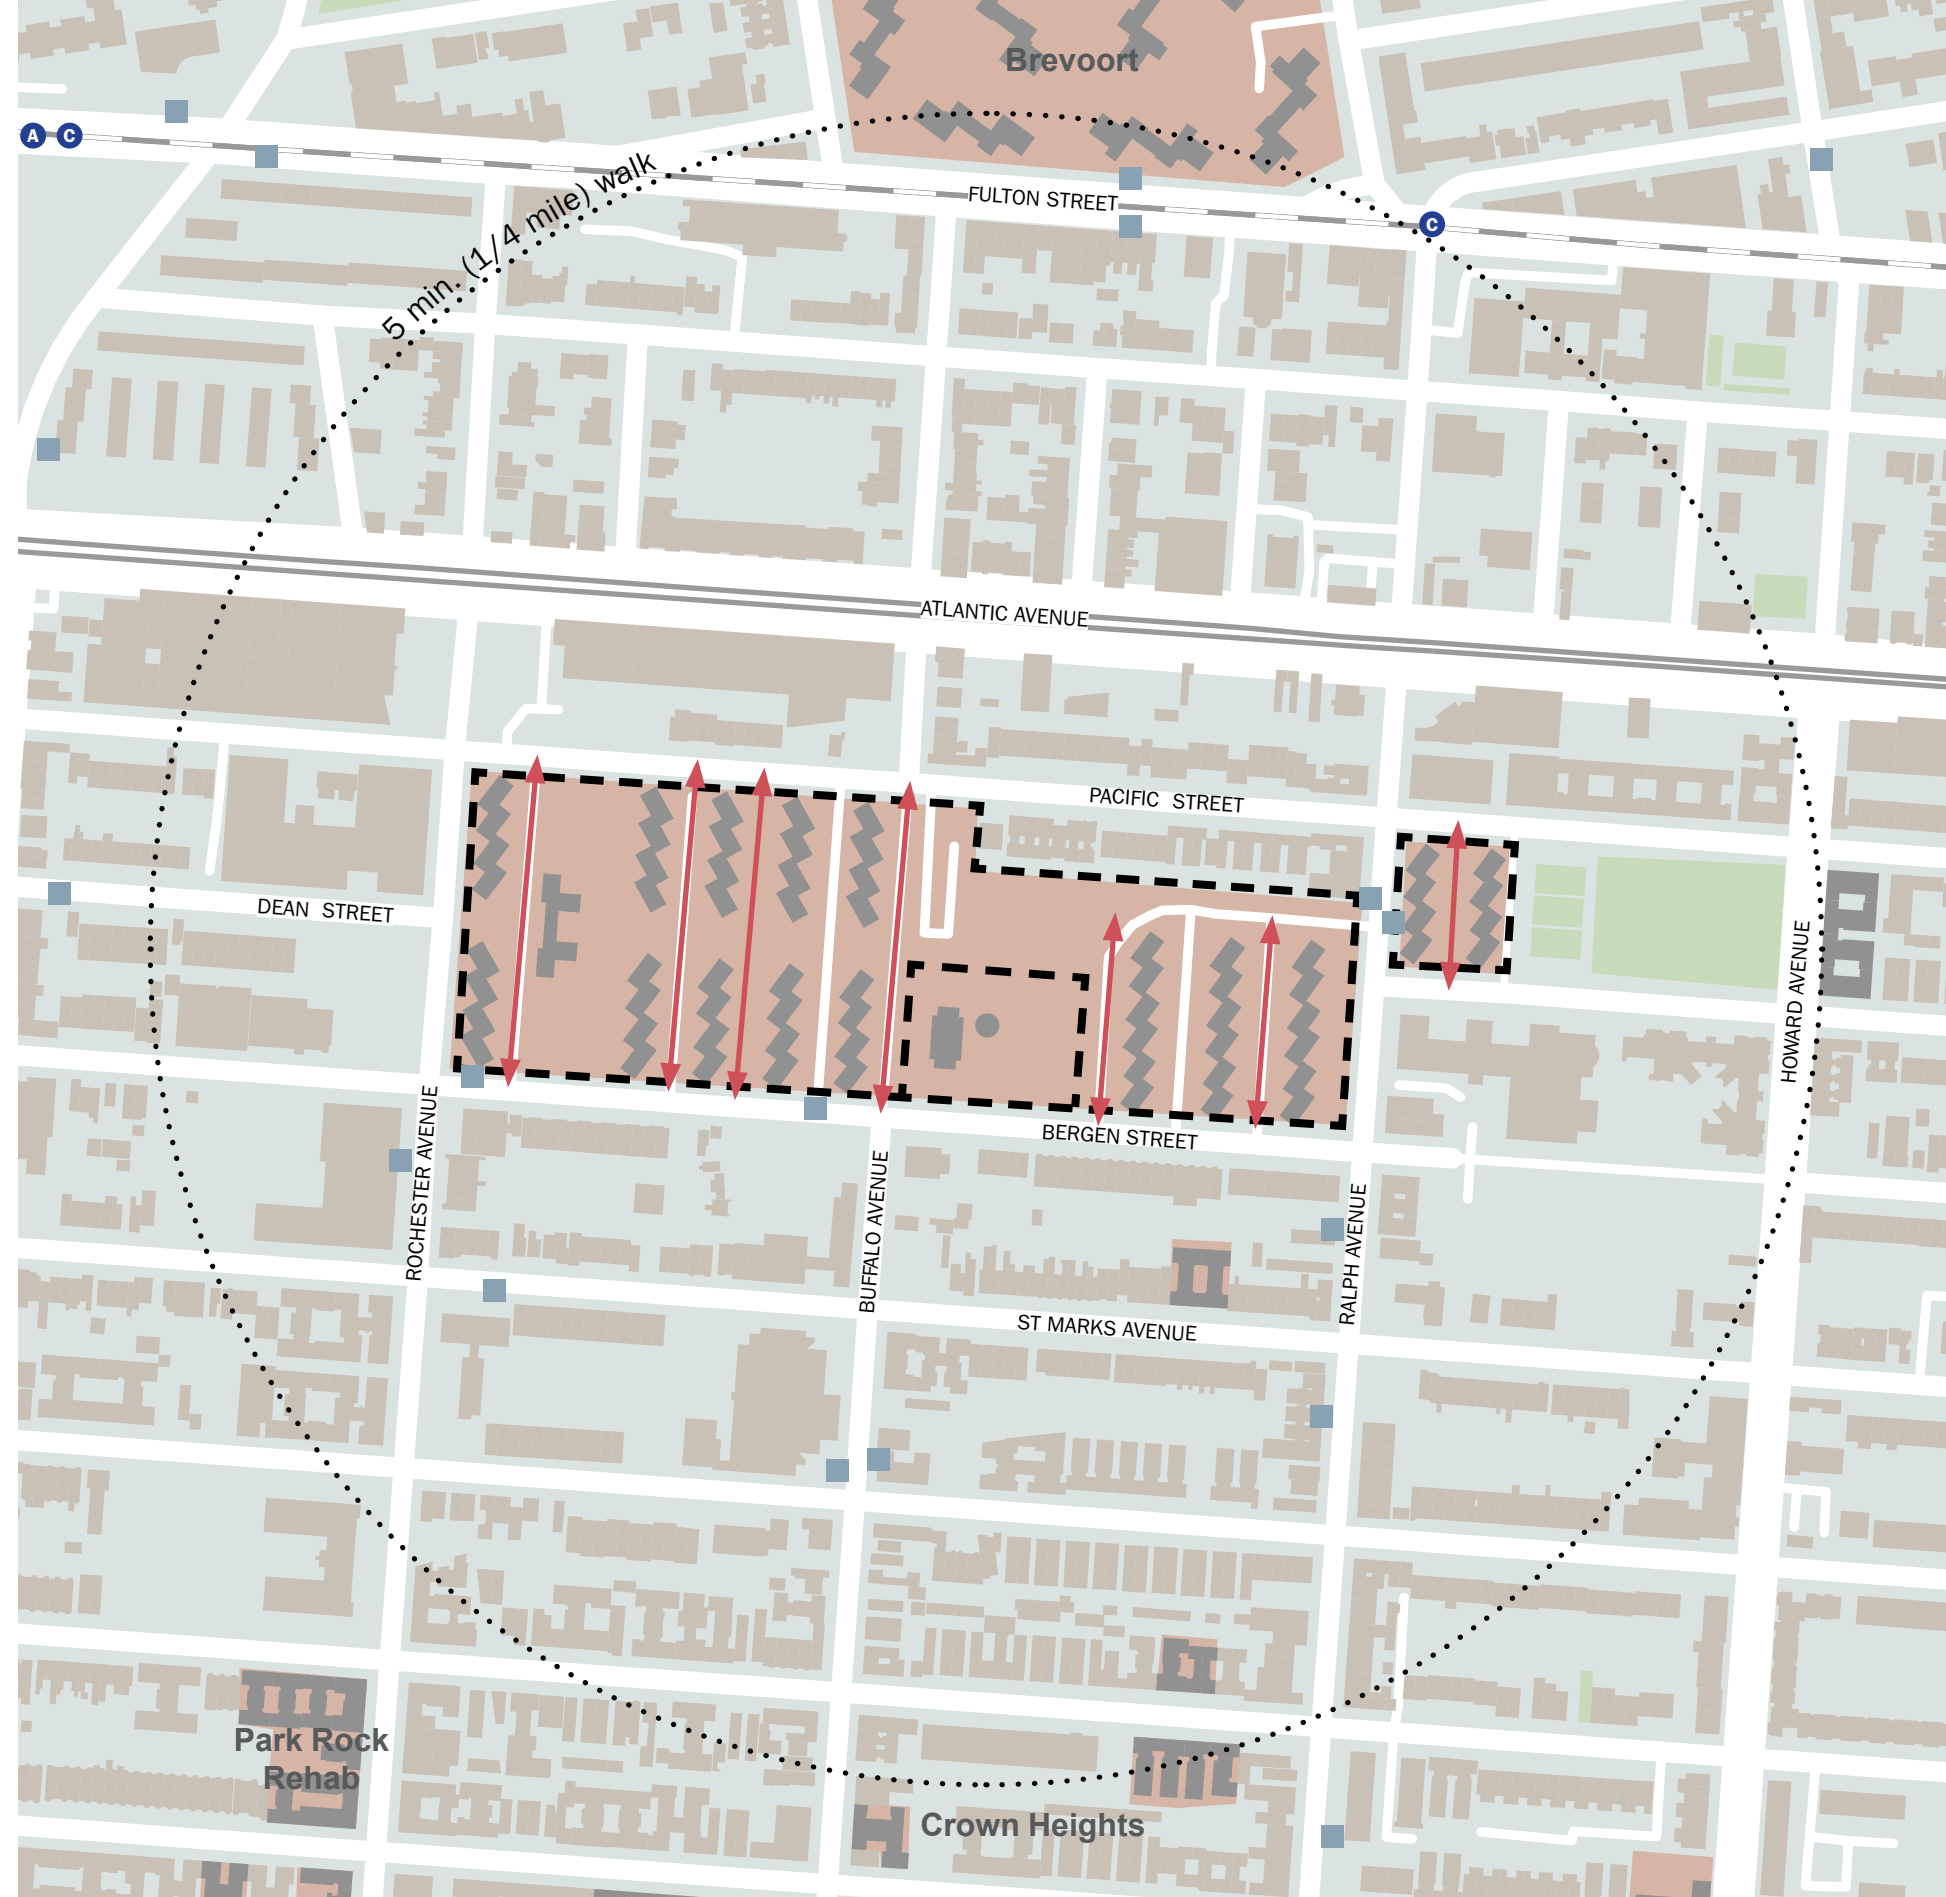 Brevoort
A C
5 min. (1/4 mile) walk
FULTON STREET
C
ATLANTIC AVENUE
PACIFIC STREET
DEAN STREET
HOWARD AVENUE
ROCHESTER AVENUE
BERGEN STREET
BUFFALO AVENUE
RALPH AVENUE
ST MARKS AVENUE
Park Rock
Rehab
Crown Heights